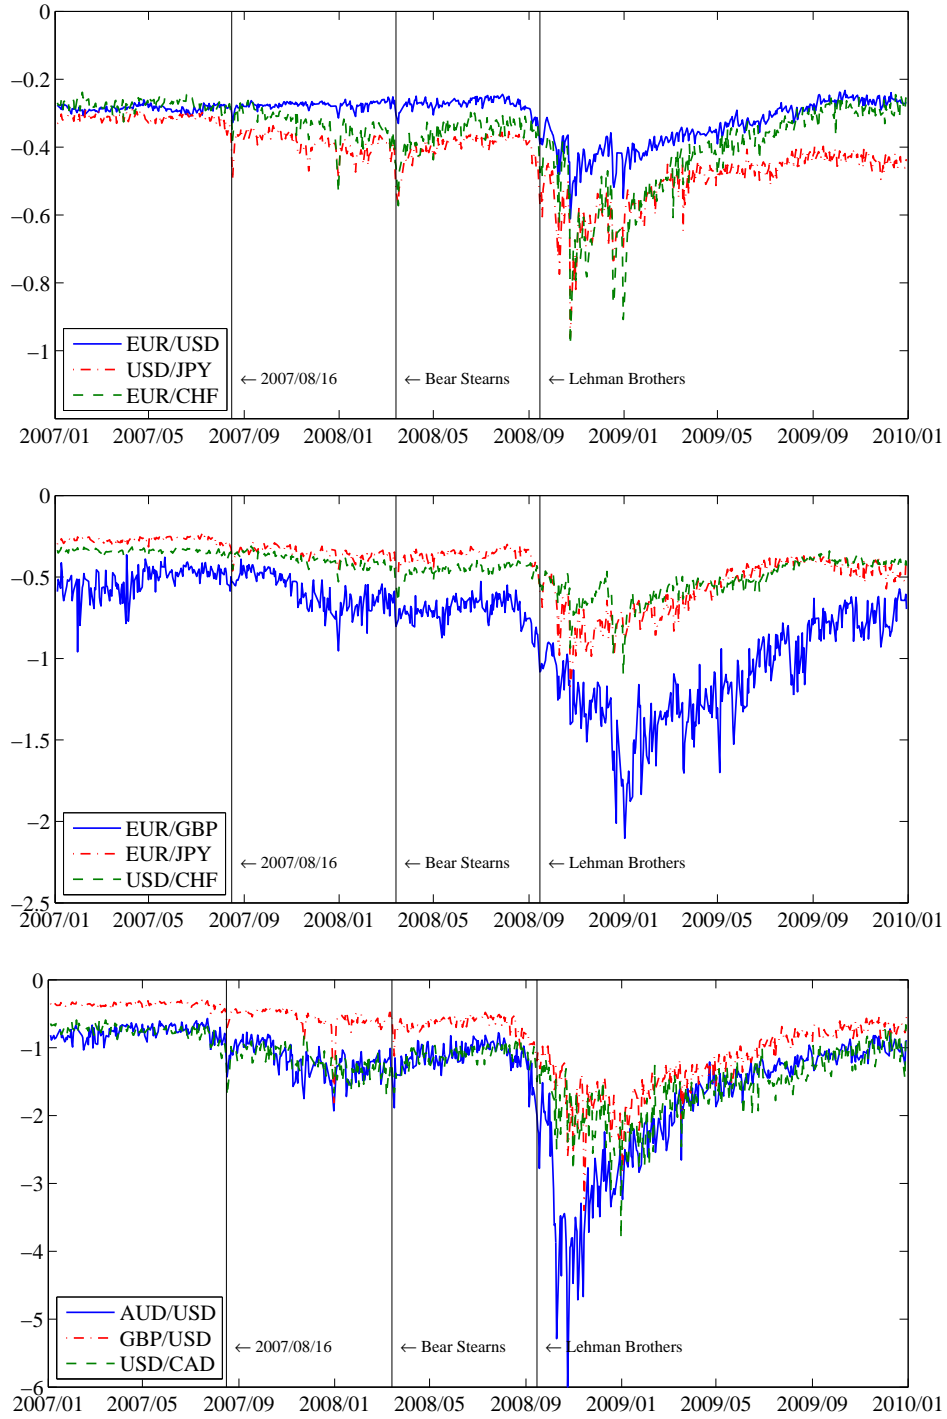 0
−0.2
−0.4
−0.6
−0.8
−1
EUR/USD
USD/JPY
EUR/CHF
← 2007/08/16
← Bear Stearns
← Lehman Brothers
2007/01 2007/05 2007/09 2008/01 2008/05 2008/09 2009/01 2009/05 2009/09 2010/01
0
−0.5
−1
−1.5
−2
−2.5
EUR/GBP
EUR/JPY
USD/CHF
← 2007/08/16
← Bear Stearns
← Lehman Brothers
2007/01 2007/05 2007/09 2008/01 2008/05 2008/09 2009/01 2009/05 2009/09 2010/01
0
−1
−2
−3
−4
−5
−6
AUD/USD
GBP/USD
USD/CAD
← 2007/08/16
← Bear Stearns
← Lehman Brothers
2007/01 2007/05 2007/09 2008/01 2008/05 2008/09 2009/01 2009/05 2009/09 2010/01